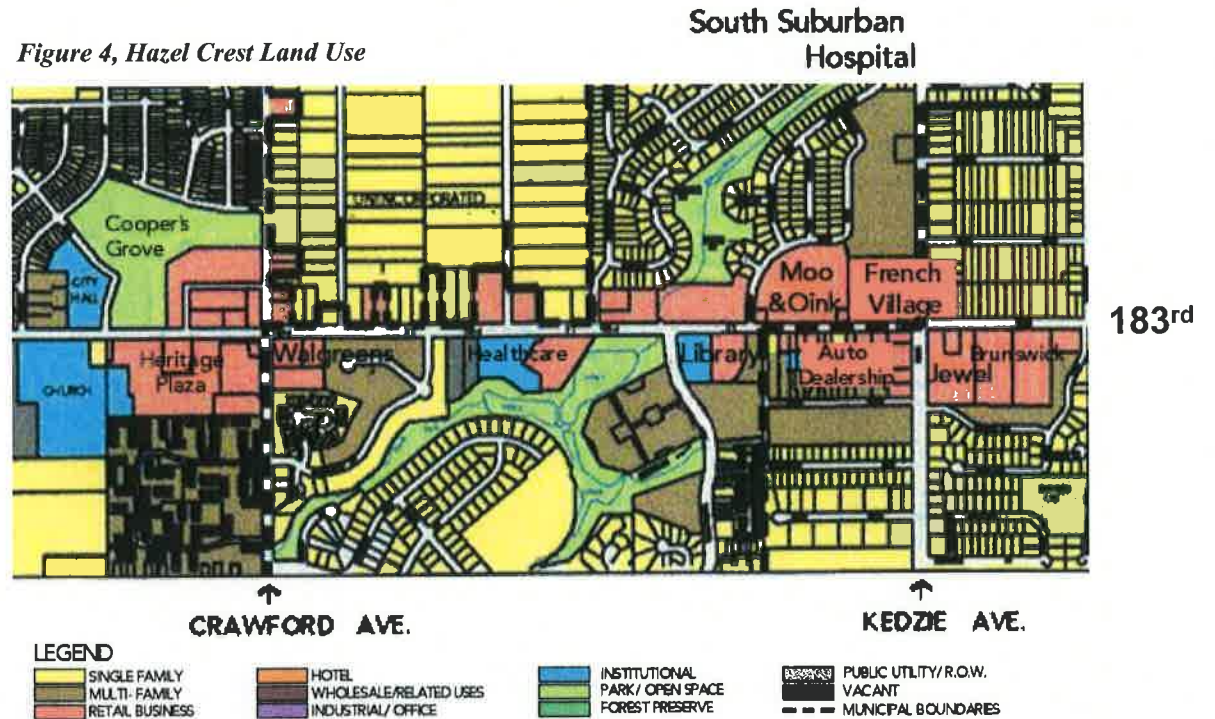 South Suburban
Hospital
Figure 4, Hazel Crest Land Use
UNINCORPORATED
Cooper's
Grove
CITY
HALL
Moo
&Oink
French
Village
183rd
CHURCH
Heritage
Plaza
Walgreens
Healthcare
Library
Auto
Dealership
Jewel
Brunswick
CRAWFORD AVE.
KEDZIE AVE.
LEGEND
SINGLE FAMILY
MULTI-FAMILY
RETAIL BUSINESS
HOTEL
WHOLESALE/RELATED USES
INDUSTRIAL/ OFFICE
INSTITUTIONAL
PARK/ OPEN SPACE
FOREST PRESERVE
PUBLIC UTILITY/ R.O.W.
VACANT
MUNICIPAL BOUNDARIES